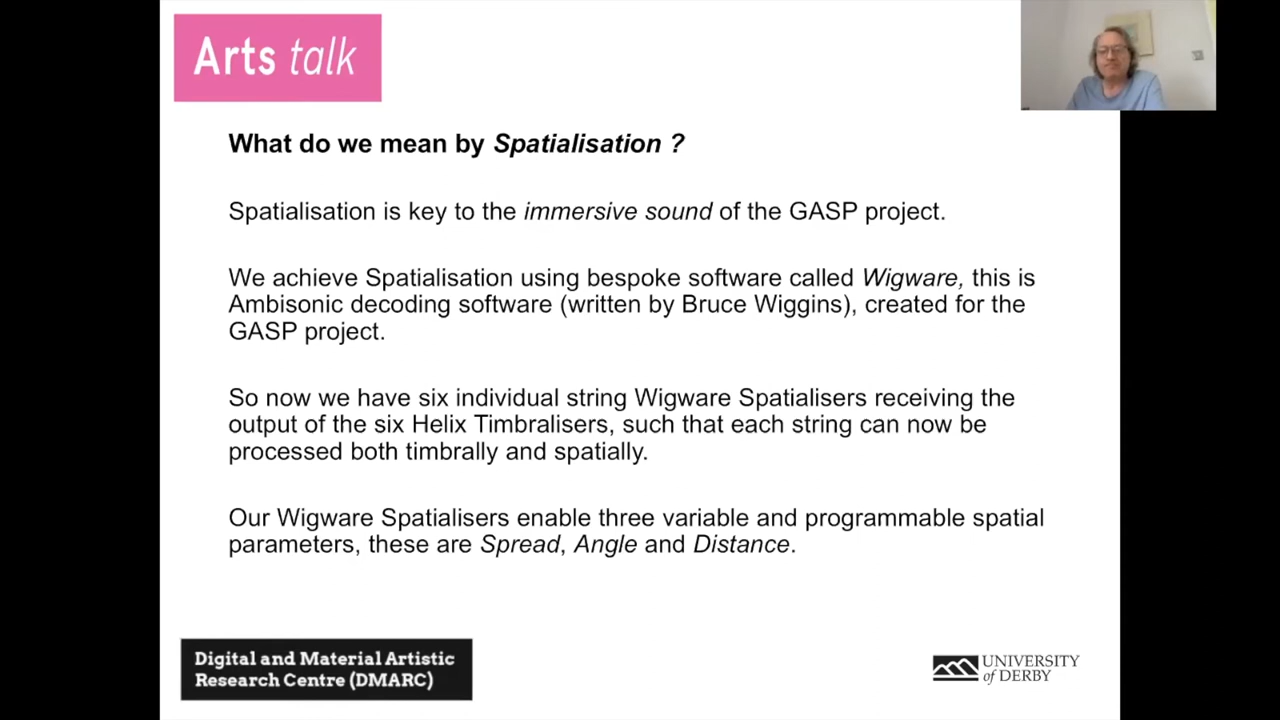 Arts talk
What do we mean by Spatialisation ?
Spatialisation is key to the immersive sound of the GASP project.
We achieve Spatialisation using bespoke software called Wigware, this is
Ambisonic decoding software (written by Bruce Wiggins), created for the
GASP project.
So now we have six individual string Wigware Spatialisers receiving the
output of the six Helix Timbralisers, such that each string can now be
processed both timbrally and spatially.
Our Wigware Spatialisers enable three variable and programmable spatial
parameters, these are Spread, Angle and Distance.
Digital and Material Artistic
Research Centre (DMARC)
UNIVERSITY
of DERBY